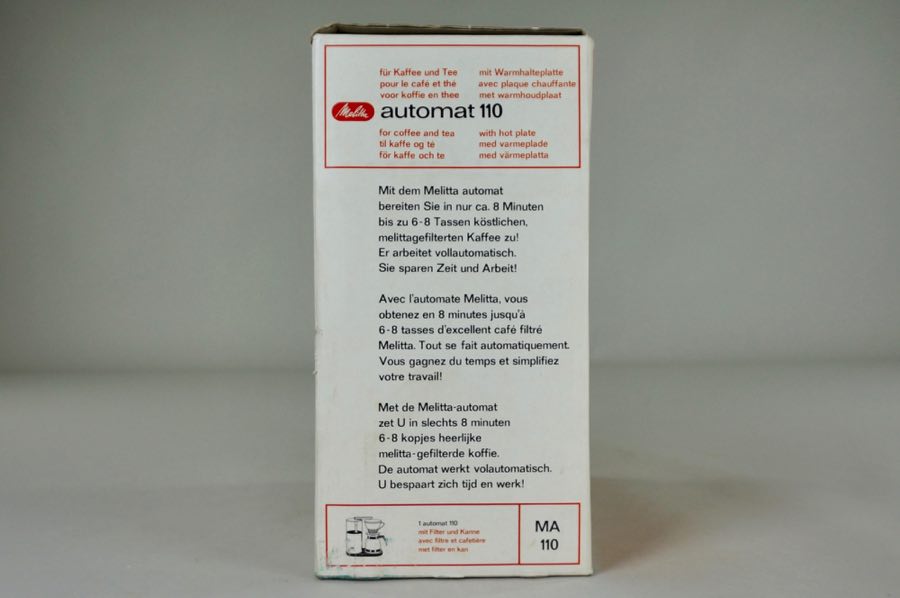 für Kaffee und Tee mit Warmhalteplatte
pour le café et thé avec plaque chauffante
voor koffie en thee met warmhoudplaat
Melitta automat 110
for coffee and tea with hot plate
til kaffe og te med varmeplade
för kaffe och te med värmeplatta
Mit dem Melitta automat
bereiten Sie in nur ca. 8 Minuten
bis zu 6-8 Tassen köstlichen,
melittagefilterten Kaffee zu!
Er arbeitet vollautomatisch.
Sie sparen Zeit und Arbeit!
Avec l'automate Melitta, vous
obtenez en 8 minutes jusqu'á
6-8 tasses d'excellent café filtré
Melitta. Tout se fait automatiquement.
Vous gagnez du temps et simplifiez
votre travail!
Met de Melitta-automat
zet U in slechts 8 minuten
6-8 kopjes heerlijke
melitta-gefilterde koffie.
De automat werkt volautomatisch.
U bespaart zich tijd en werk!
1 automat 110
mit Filter und Kanne
avec filtre et cafetière
met filter en kan
MA
110